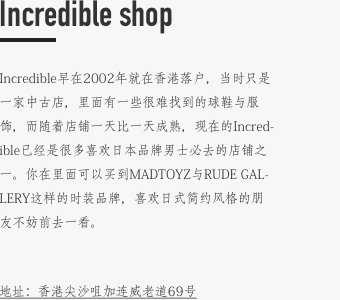 Incredible shop
Incredible早在2002年就在香港落户，当时只是
一家中古店，里面有一些很难找到的球鞋与服
饰，而随着店铺一天比一天成熟，现在的Incred-
ible已经是很多喜欢日本品牌男士必去的店铺之
一。你在里面可以买到MADTOYZ与RUDE GAL-
LERY这样的时装品牌，喜欢日式简约风格的朋
友不妨前去一看。
地址：香港尖沙咀加连威老道69号